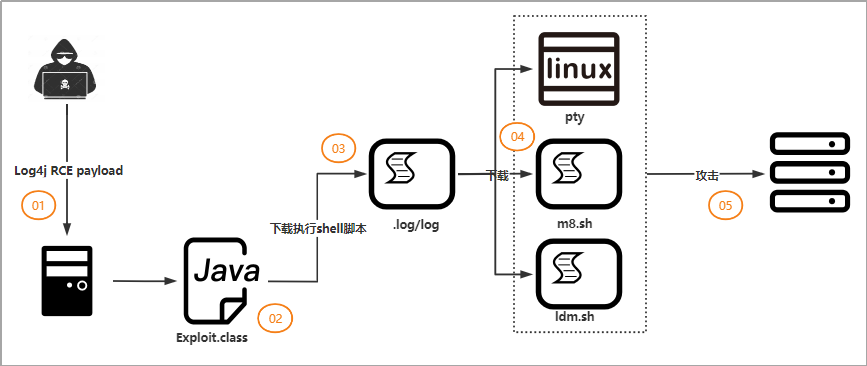 Log4j RCE payload
01
Java
Exploit.class
02
下载执行shell脚本
03
.log/log
下载
04
linux
pty
m8.sh
ldm.sh
攻击
05